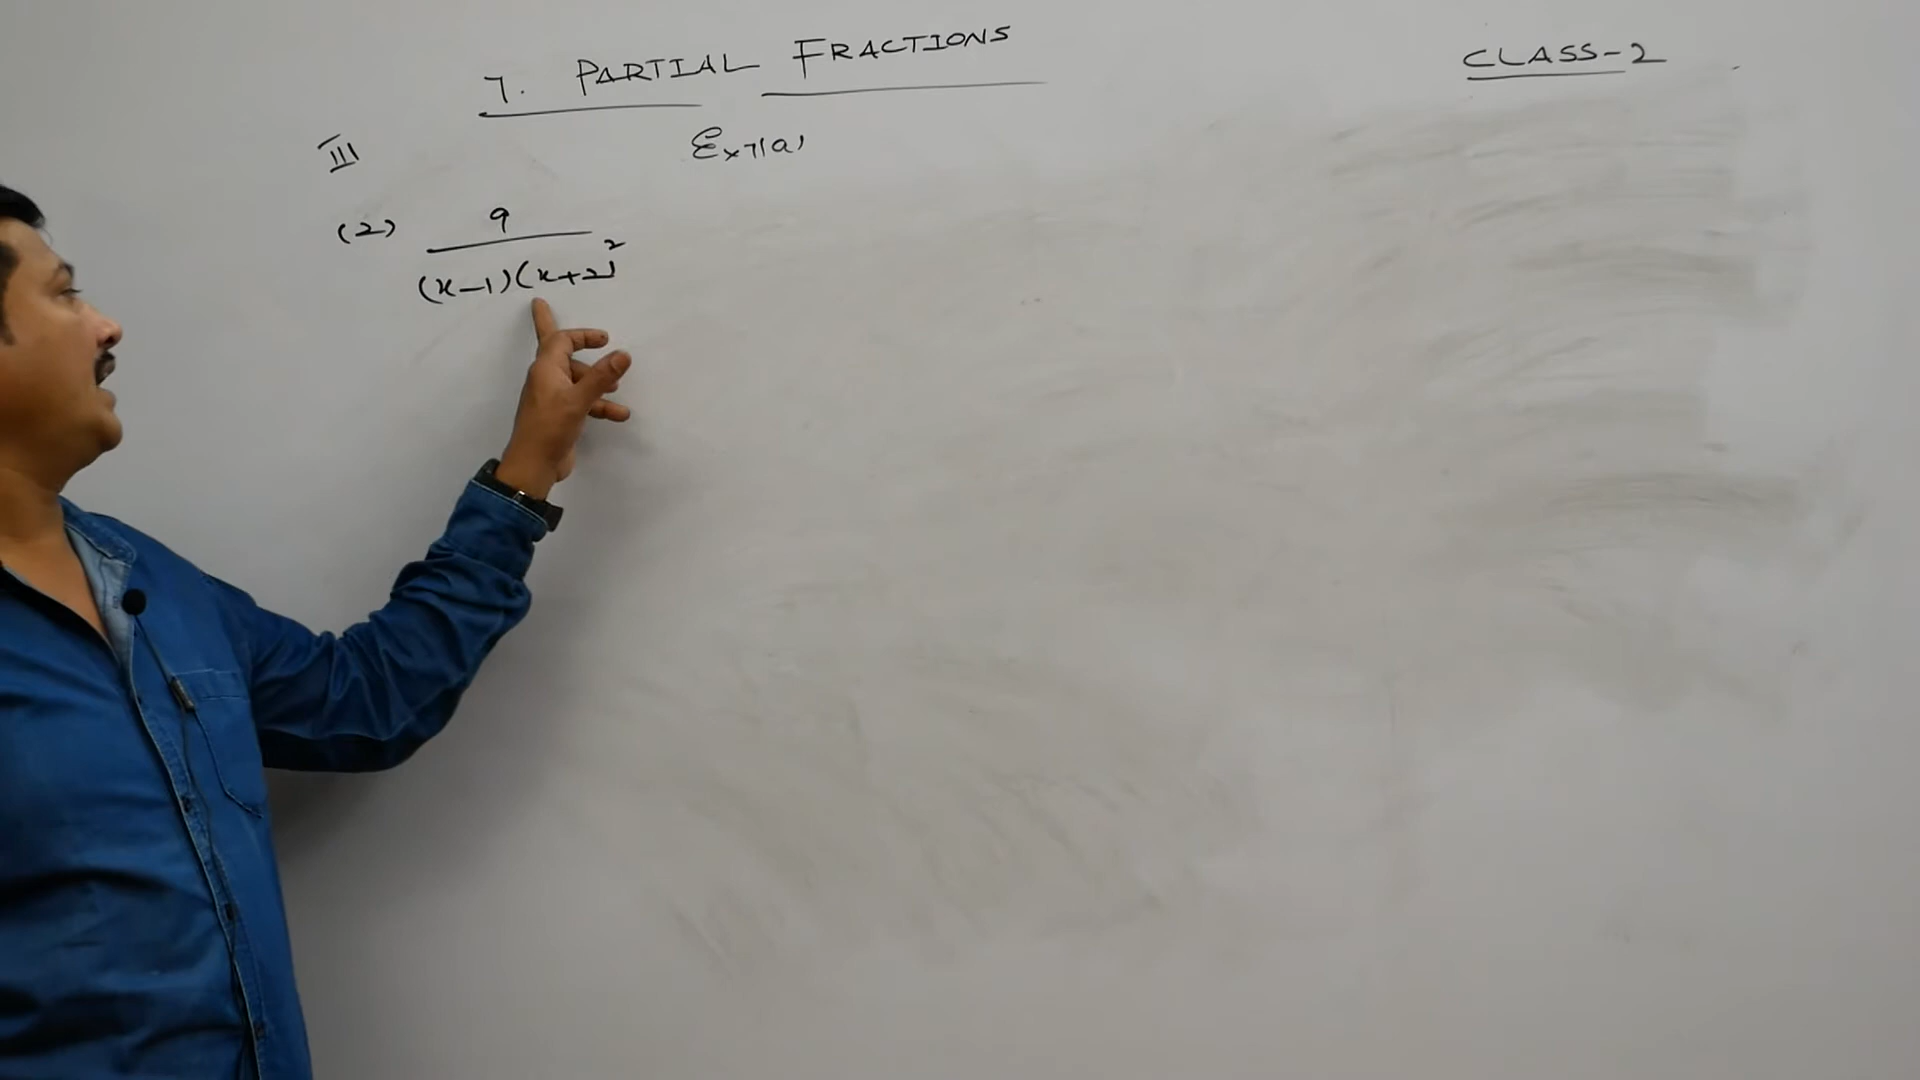 7. PARTIAL FRACTIONS
CLASS-2
III
Ex 7(a)
(2) 9
(x-1)(x+2)²